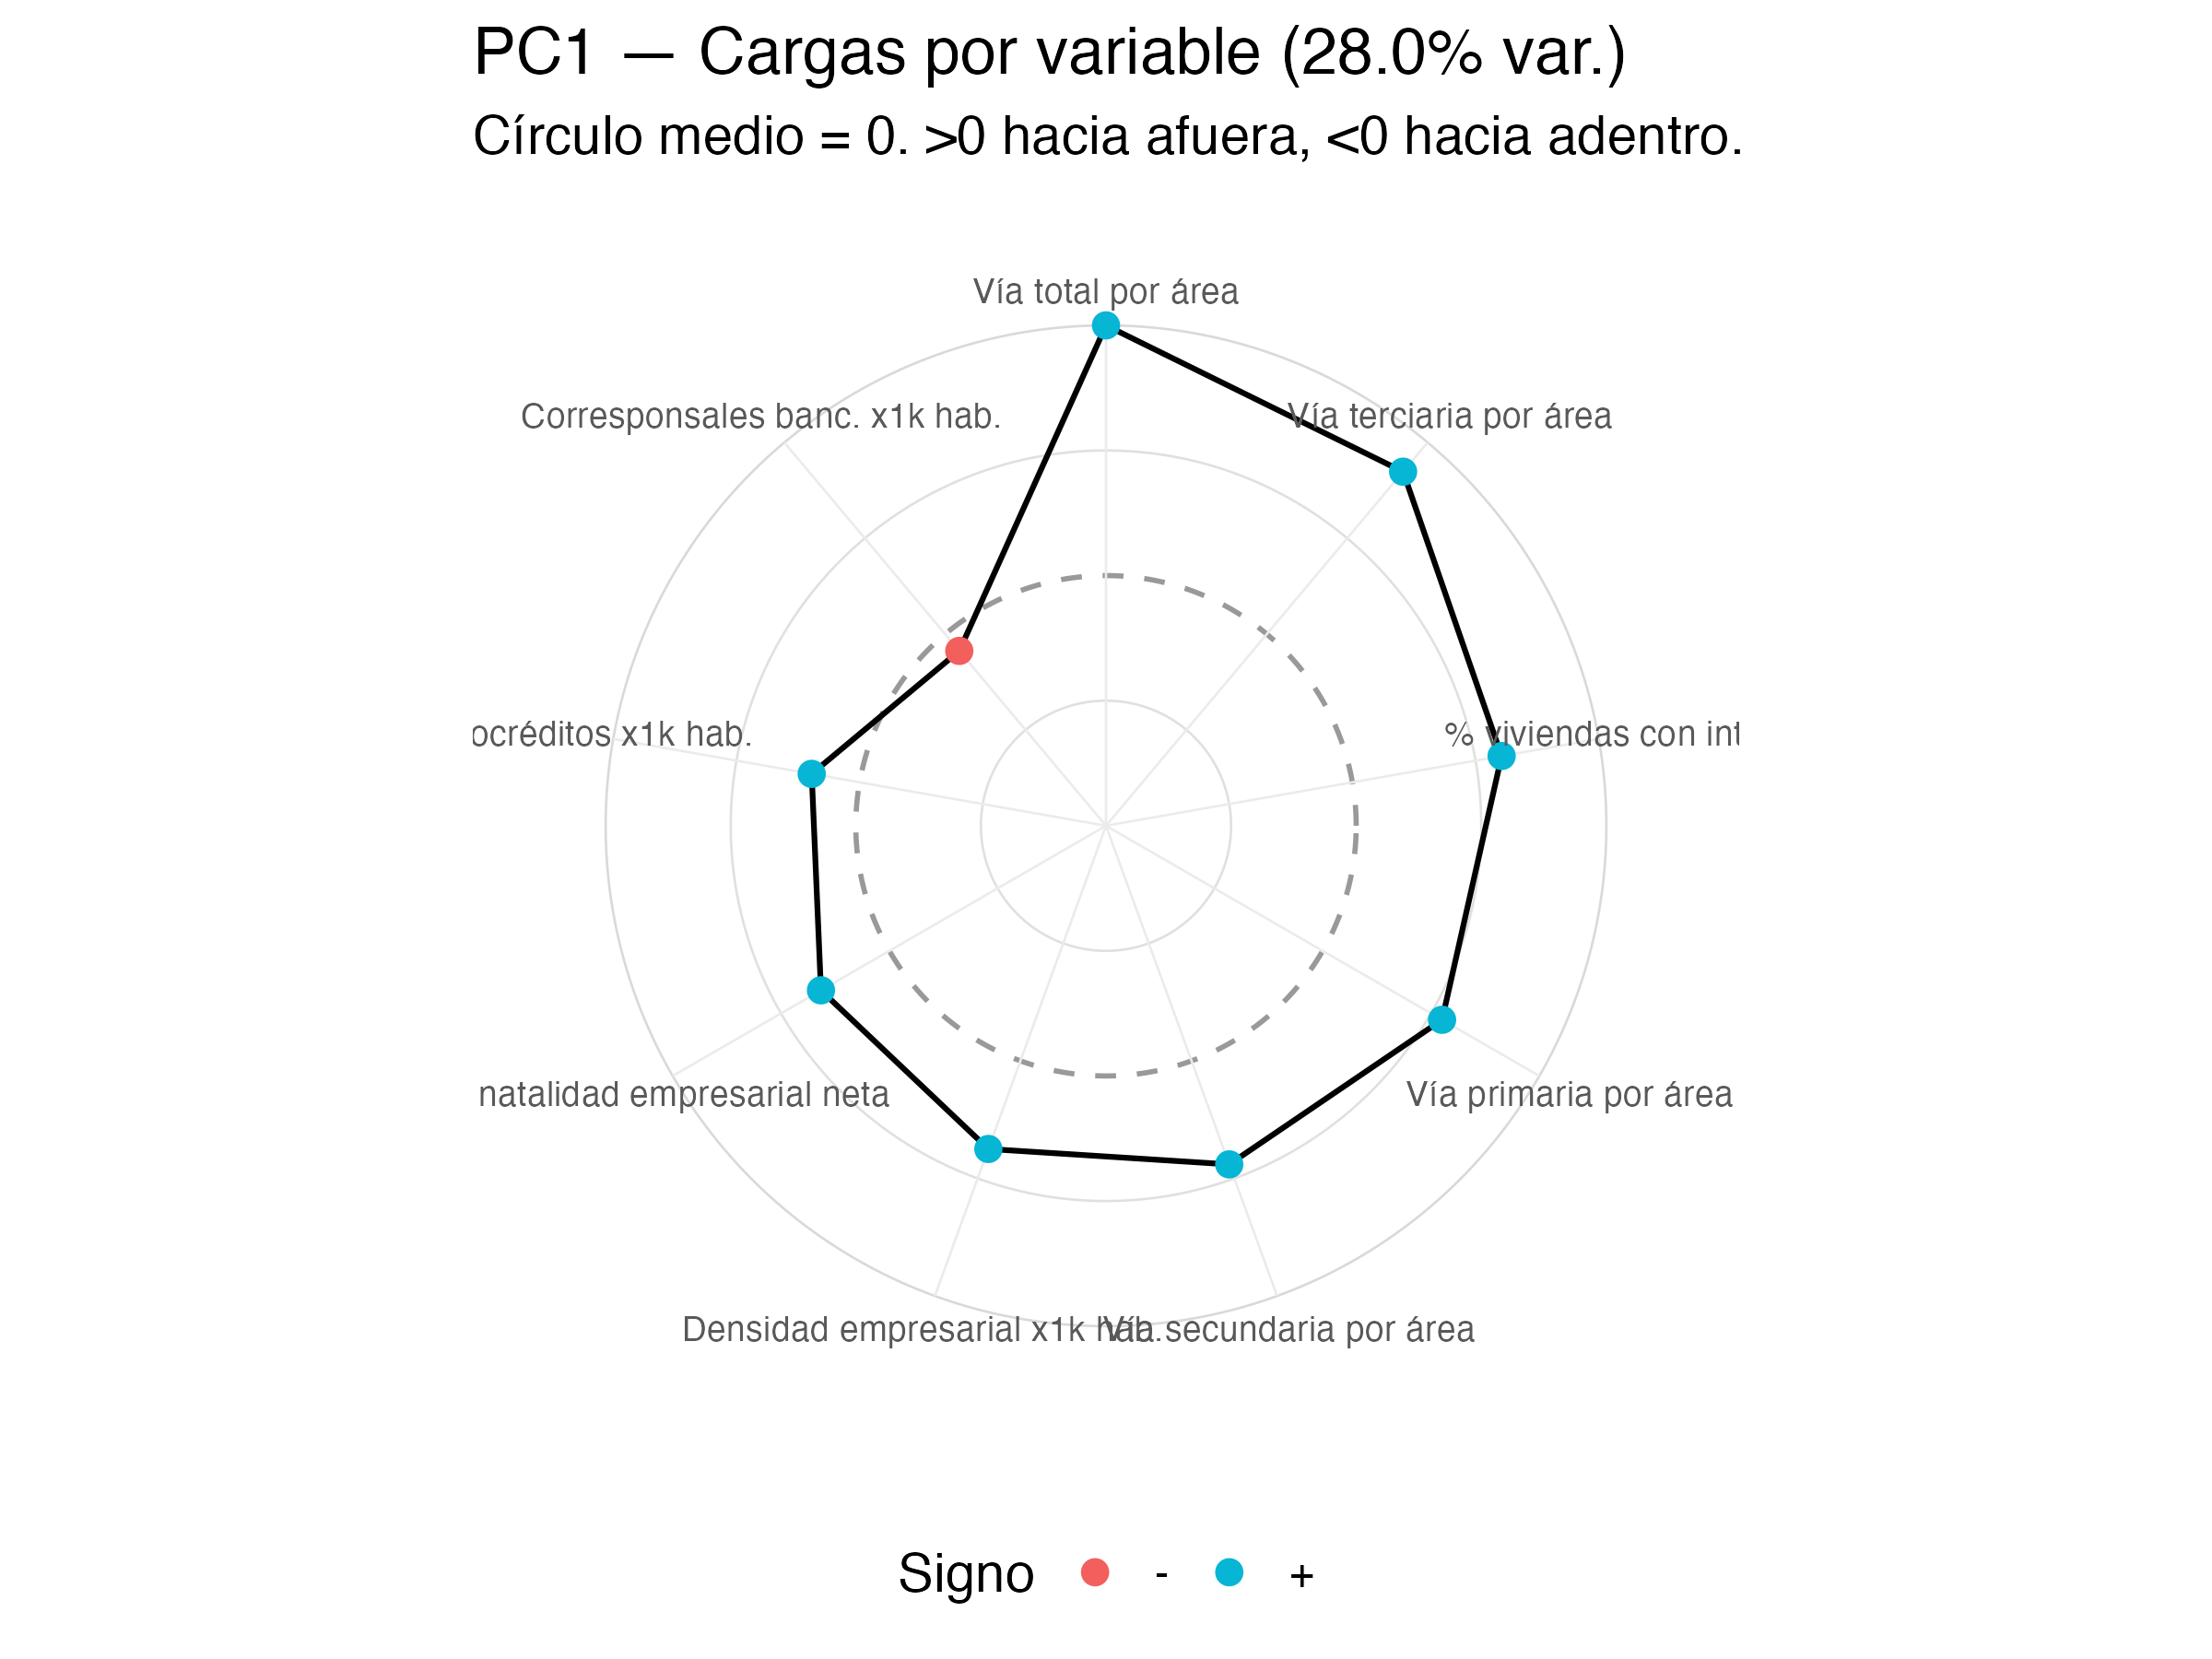 PC1 — Cargas por variable (28.0% var.)
Círculo medio = 0. >0 hacia afuera, <0 hacia adentro.
Vía total por área
Corresponsales banc. x1k hab.
Vía terciaria por área
ocréditos x1k hab.
% viviendas con int
natalidad empresarial neta
Vía primaria por área
Densidad empresarial x1k hab.
Vía secundaria por área
Signo - +